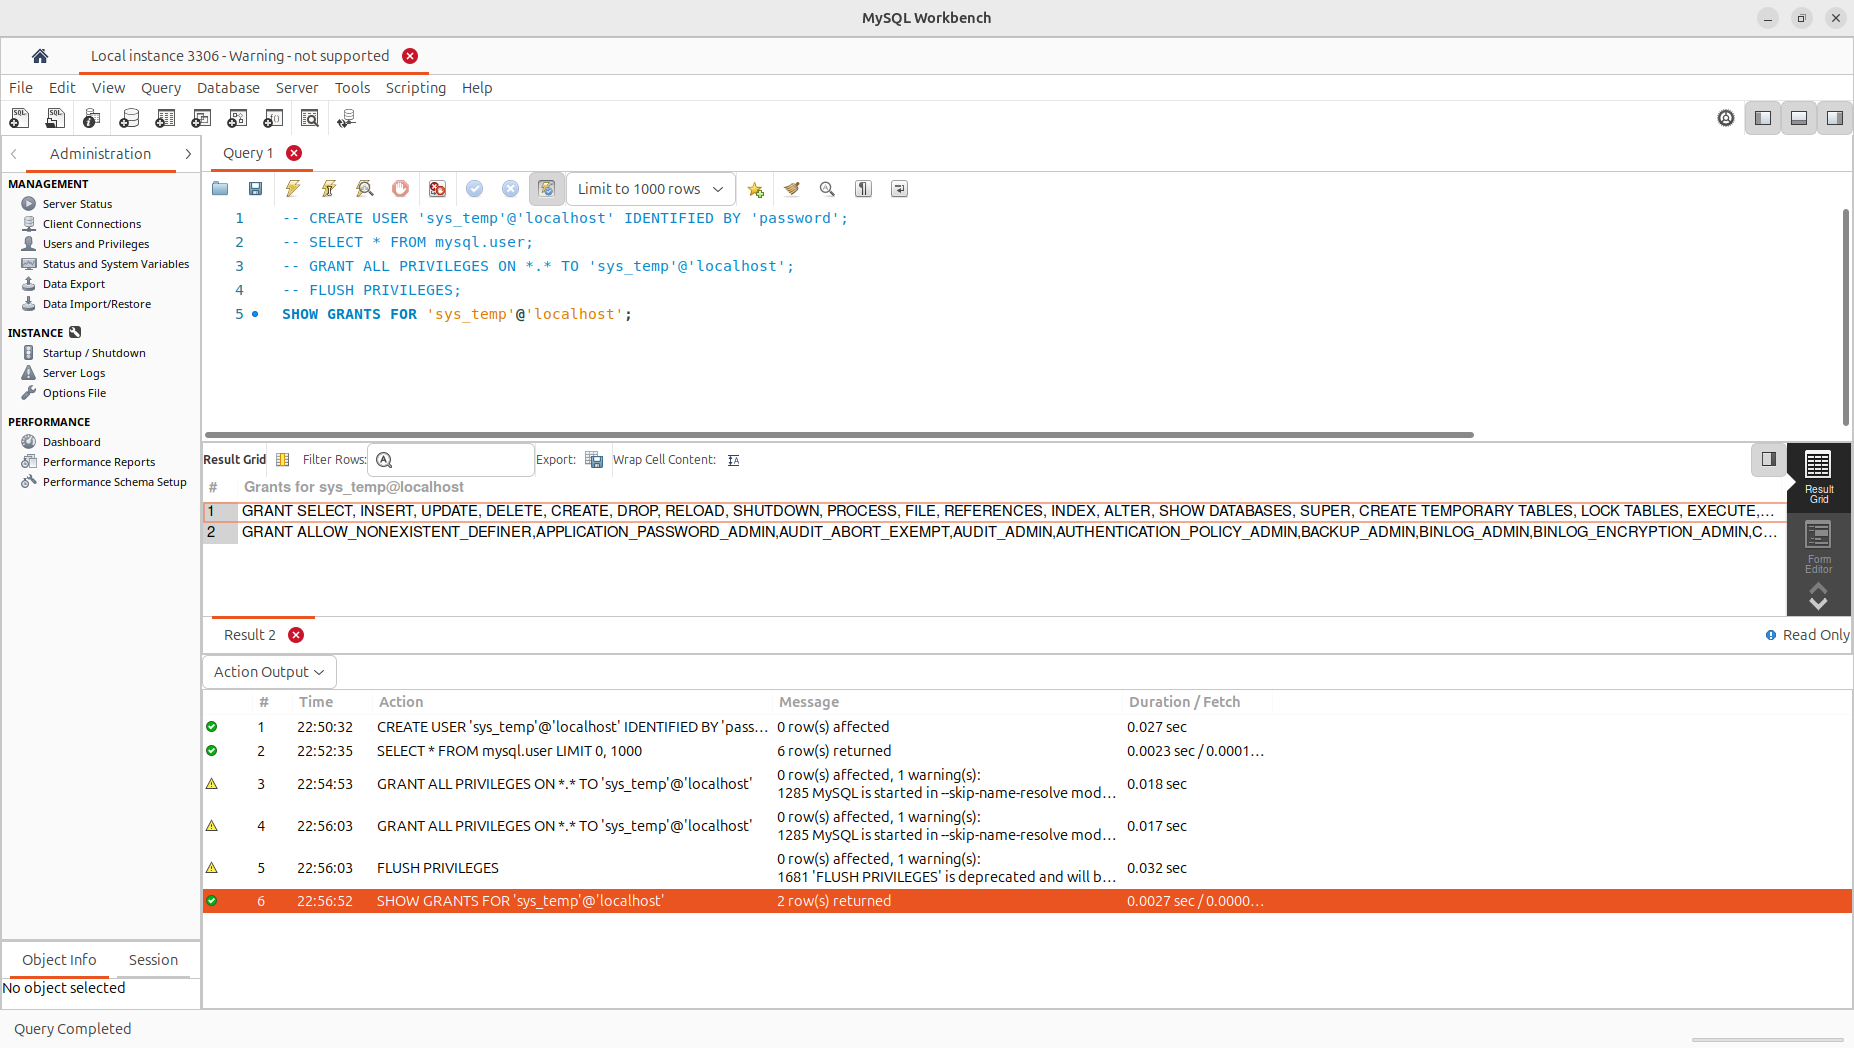 MySQL Workbench
Local instance 3306 - Warning - not supported
File Edit View Query Database Server Tools Scripting Help
Administration
Query 1
MANAGEMENT
Server Status
Client Connections
Users and Privileges
Status and System Variables
Data Export
Data Import/Restore
INSTANCE
Startup / Shutdown
Server Logs
Options File
PERFORMANCE
Dashboard
Performance Reports
Performance Schema Setup
Limit to 1000 rows
1 -- CREATE USER 'sys_temp'@'localhost' IDENTIFIED BY 'password';
2 -- SELECT * FROM mysql.user;
3 -- GRANT ALL PRIVILEGES ON *.* TO 'sys_temp'@'localhost';
4 -- FLUSH PRIVILEGES;
5 SHOW GRANTS FOR 'sys_temp'@'localhost';
Result Grid Filter Rows: Export: Wrap Cell Content:
# Grants for sys_temp@localhost
1 GRANT SELECT, INSERT, UPDATE, DELETE, CREATE, DROP, RELOAD, SHUTDOWN, PROCESS, FILE, REFERENCES, INDEX, ALTER, SHOW DATABASES, SUPER, CREATE TEMPORARY TABLES, LOCK TABLES, EXECUTE,...
2 GRANT ALLOW_NONEXISTENT_DEFINER,APPLICATION_PASSWORD_ADMIN,AUDIT_ABORT_EXEMPT,AUDIT_ADMIN,AUTHENTICATION_POLICY_ADMIN,BACKUP_ADMIN,BINLOG_ADMIN,BINLOG_ENCRYPTION_ADMIN,C...
Result
Grid
Form
Editor
Result 2
Read Only
Action Output
# Time Action Message Duration / Fetch
1 22:50:32 CREATE USER 'sys_temp'@'localhost' IDENTIFIED BY 'pass... 0 row(s) affected 0.027 sec
2 22:52:35 SELECT * FROM mysql.user LIMIT 0, 1000 6 row(s) returned 0.0023 sec / 0.0001...
3 22:54:53 GRANT ALL PRIVILEGES ON *.* TO 'sys_temp'@'localhost' 0 row(s) affected, 1 warning(s):
1285 MySQL is started in --skip-name-resolve mod... 0.018 sec
4 22:56:03 GRANT ALL PRIVILEGES ON *.* TO 'sys_temp'@'localhost' 0 row(s) affected, 1 warning(s):
1285 MySQL is started in --skip-name-resolve mod... 0.017 sec
5 22:56:03 FLUSH PRIVILEGES 0 row(s) affected, 1 warning(s):
1681 'FLUSH PRIVILEGES' is deprecated and will b... 0.032 sec
6 22:56:52 SHOW GRANTS FOR 'sys_temp'@'localhost' 2 row(s) returned 0.0027 sec / 0.0000...
Object Info Session
No object selected
Query Completed